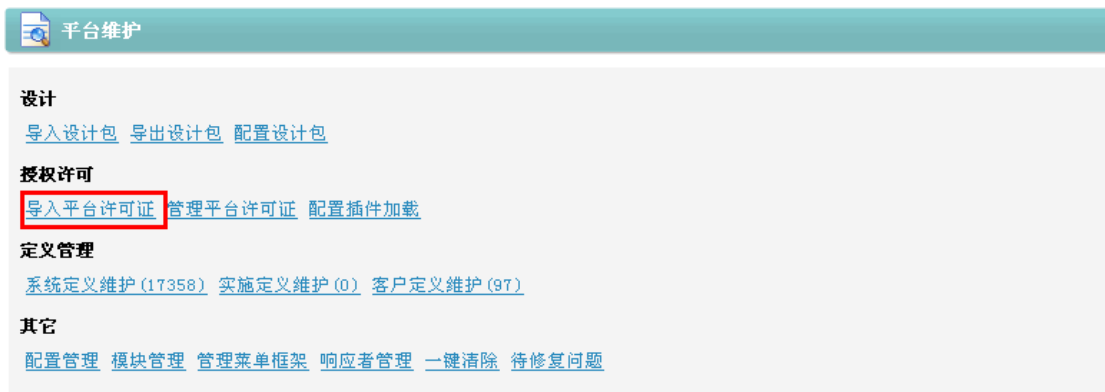 平台维护
设计
导入设计包 导出设计包 配置设计包
授权许可
导入平台许可证 管理平台许可证 配置插件加载
定义管理
系统定义维护(17358) 实施定义维护(0) 客户定义维护(97)
其它
配置管理 模块管理 管理菜单框架 响应者管理 一键清除 待修复问题